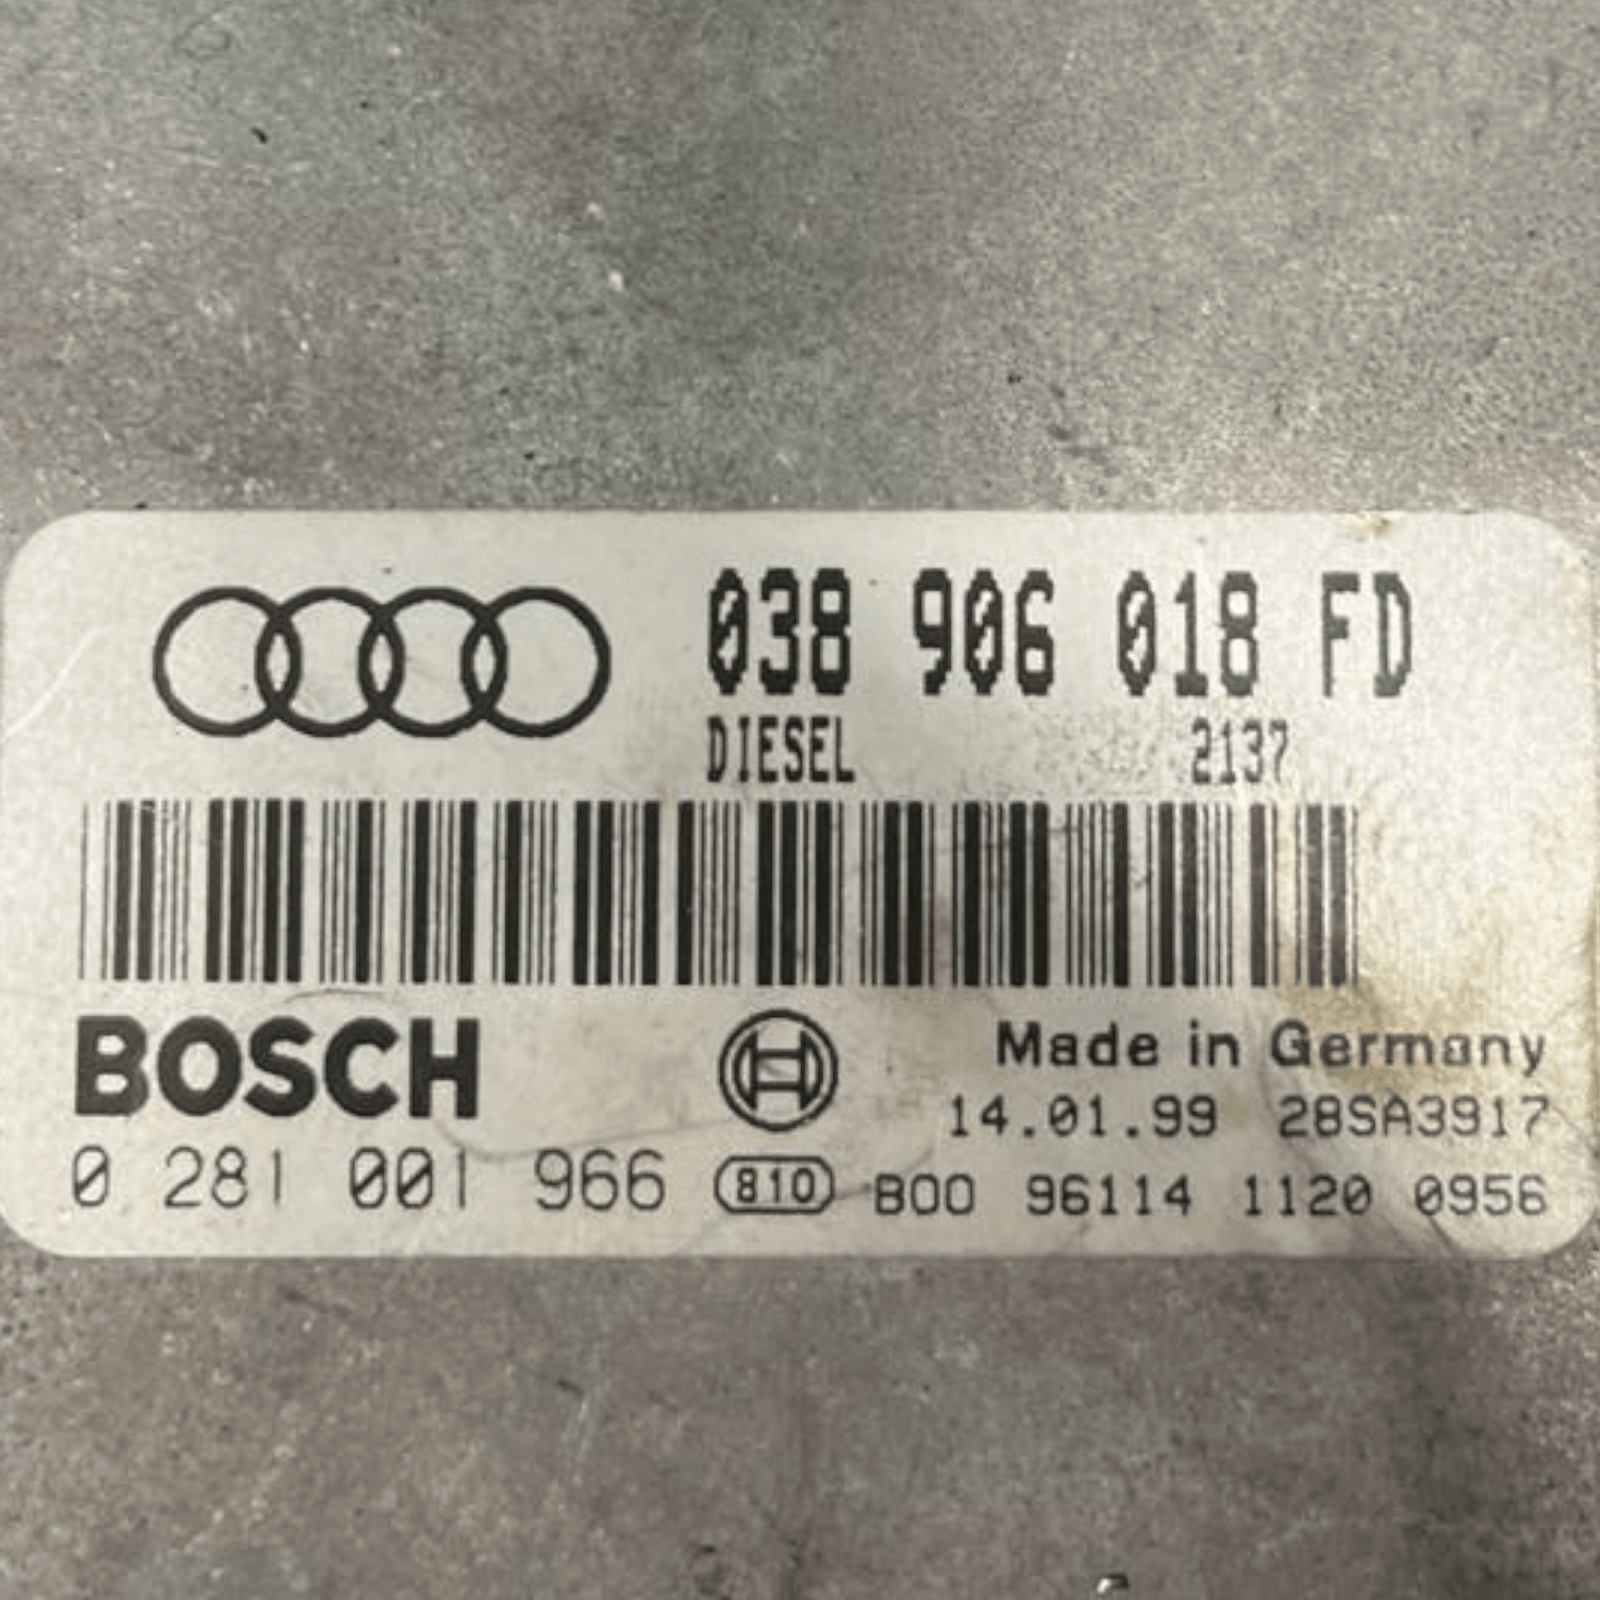 038 906 018 FD
DIESEL 2137
BOSCH
Made in Germany
14.01.99 28SA3917
0 281 001 966 810 B00 96114 1120 0956